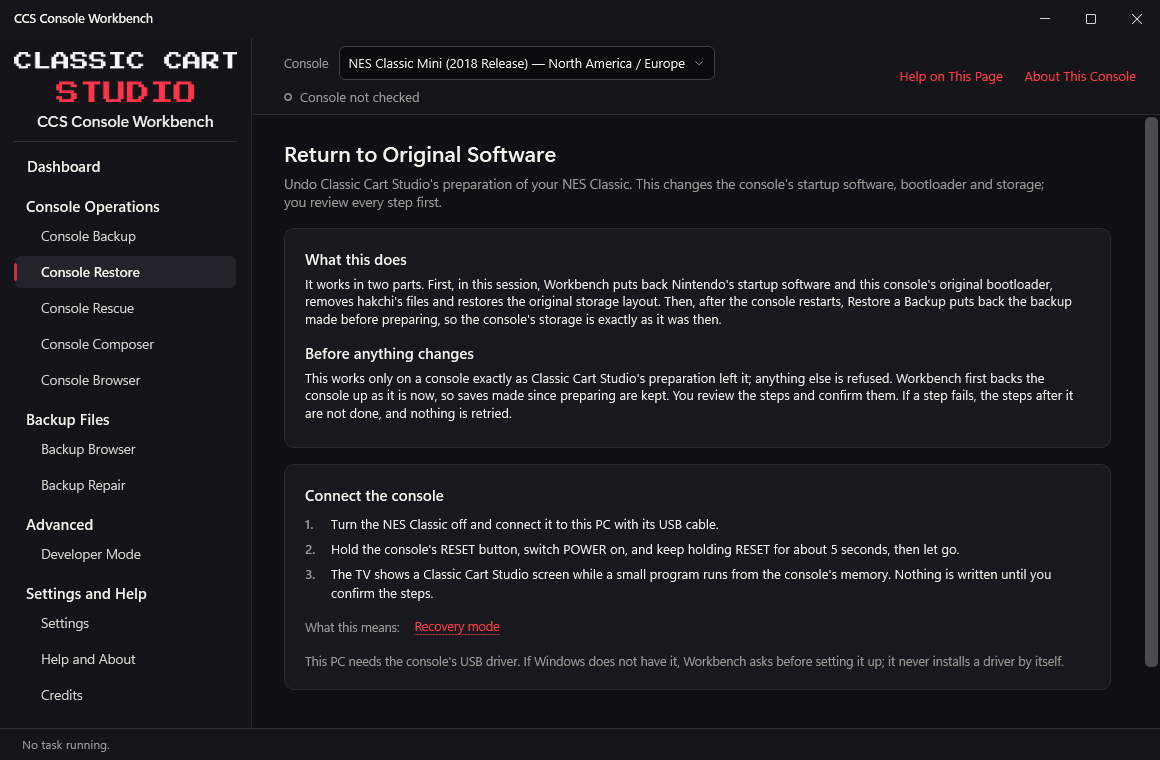 CCS Console Workbench
CLASSIC CART
STUDIO
CCS Console Workbench
Dashboard
Console Operations
Console Backup
Console Restore
Console Rescue
Console Composer
Console Browser
Backup Files
Backup Browser
Backup Repair
Advanced
Developer Mode
Settings and Help
Settings
Help and About
Credits
Console
NES Classic Mini (2018 Release) — North America / Europe
Console not checked
Help on This Page
About This Console
Return to Original Software
Undo Classic Cart Studio's preparation of your NES Classic. This changes the console's startup software, bootloader and storage;
you review every step first.
What this does
It works in two parts. First, in this session, Workbench puts back Nintendo's startup software and this console's original bootloader,
removes hakchi's files and restores the original storage layout. Then, after the console restarts, Restore a Backup puts back the backup
made before preparing, so the console's storage is exactly as it was then.
Before anything changes
This works only on a console exactly as Classic Cart Studio's preparation left it; anything else is refused. Workbench first backs the
console up as it is now, so saves made since preparing are kept. You review the steps and confirm them. If a step fails, the steps after it
are not done, and nothing is retried.
Connect the console
1. Turn the NES Classic off and connect it to this PC with its USB cable.
2. Hold the console's RESET button, switch POWER on, and keep holding RESET for about 5 seconds, then let go.
3. The TV shows a Classic Cart Studio screen while a small program runs from the console's memory. Nothing is written until you
confirm the steps.
What this means: Recovery mode
This PC needs the console's USB driver. If Windows does not have it, Workbench asks before setting it up; it never installs a driver by itself.
No task running.